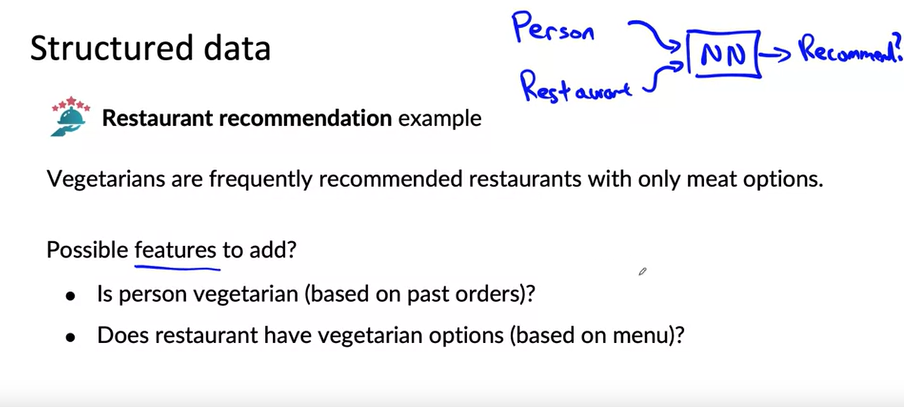 Structured data
Person
Restaurant
NN
Recommend?
Restaurant recommendation example
Vegetarians are frequently recommended restaurants with only meat options.
Possible features to add?
• Is person vegetarian (based on past orders)?
• Does restaurant have vegetarian options (based on menu)?